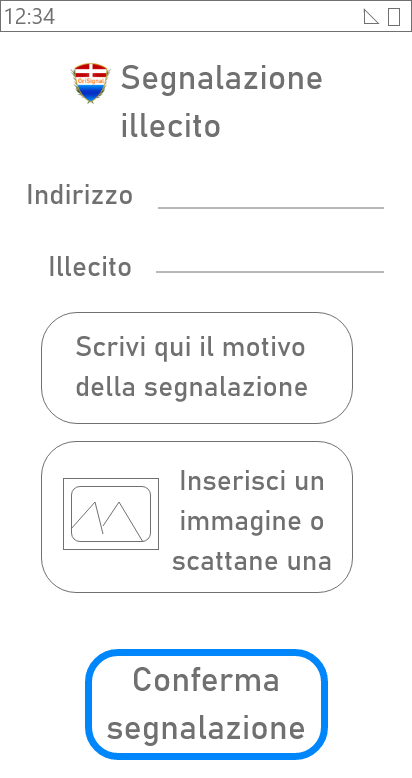 12:34
Segnalazione
illecito
Indirizzo
Illecito
Scrivi qui il motivo
della segnalazione
Inserisci un
immagine o
scattane una
Conferma
segnalazione